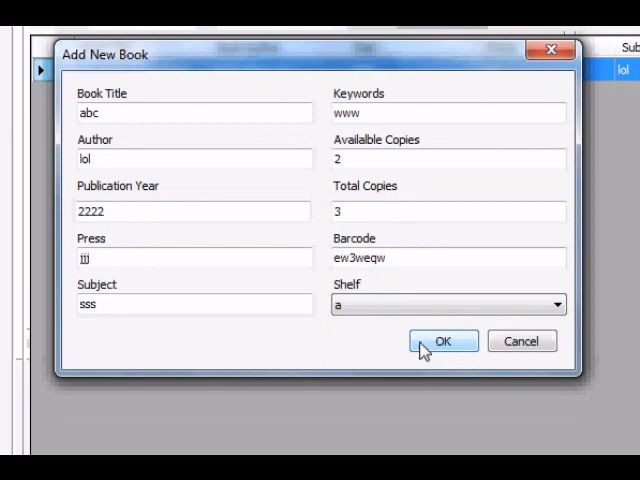 Sub
Add New Book
lol
Book Title
Keywords
abc
www
Author
Availalble Copies
lol
2
Publication Year
Total Copies
2222
3
Press
Barcode
jjj
ew3weqw
Subject
Shelf
sss
a
OK
Cancel